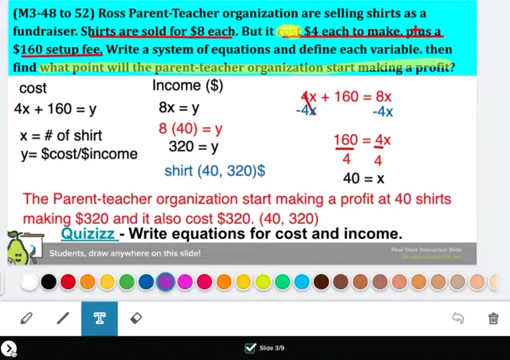 (M3-48 to 52) Ross Parent-Teacher organization are selling shirts as a
fundraiser. Shirts are sold for $8 each. But it cost $4 each to make, plus a
$160 setup fee. Write a system of equations and define each variable. then
find what point will the parent-teacher organization start making a profit?
cost
4x + 160 = y
x = # of shirt
y= $cost/$income
Income ($)
8x = y
8 (40) = y
320 = y
shirt (40, 320)$
4x + 160 = 8x
-4x -4x
160 = 4x
4 4
40 = x
The Parent-teacher organization start making a profit at 40 shirts
making $320 and it also cost $320. (40, 320)
Quizizz - Write equations for cost and income.
Students, draw anywhere on this slide!
Pear Deck Interactive Slide
T
Slide 3/9